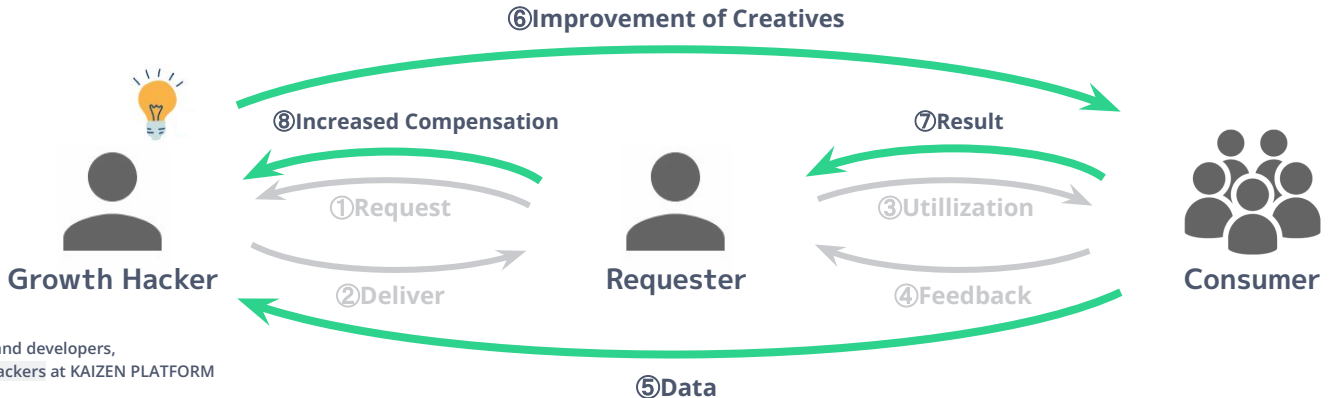 ⑥Improvement of Creatives
⑧Increased Compensation
⑦Result
①Request
③Utillization
Growth Hacker
Requester
Consumer
②Deliver
④Feedback
and developers,
at KAIZEN PLATFORM
⑤Data